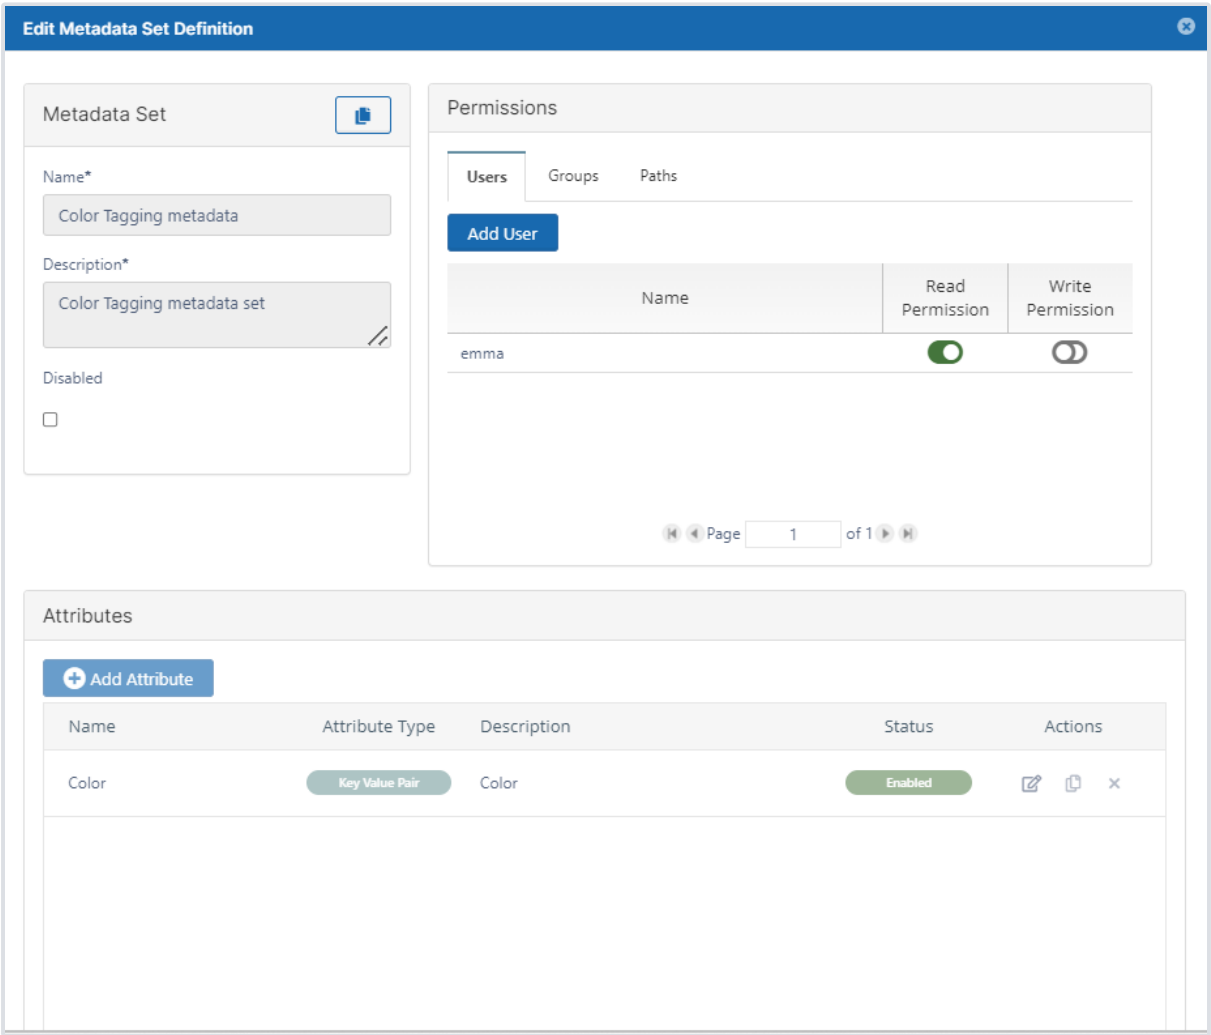 Edit Metadata Set Definition
Metadata Set
Name*
Color Tagging metadata
Description*
Color Tagging metadata set
Disabled
Permissions
Users Groups Paths
Add User
Name Read Permission Write Permission
emma
Page 1 of 1
Attributes
Add Attribute
Name Attribute Type Description Status Actions
Color Key Value Pair Color Enabled